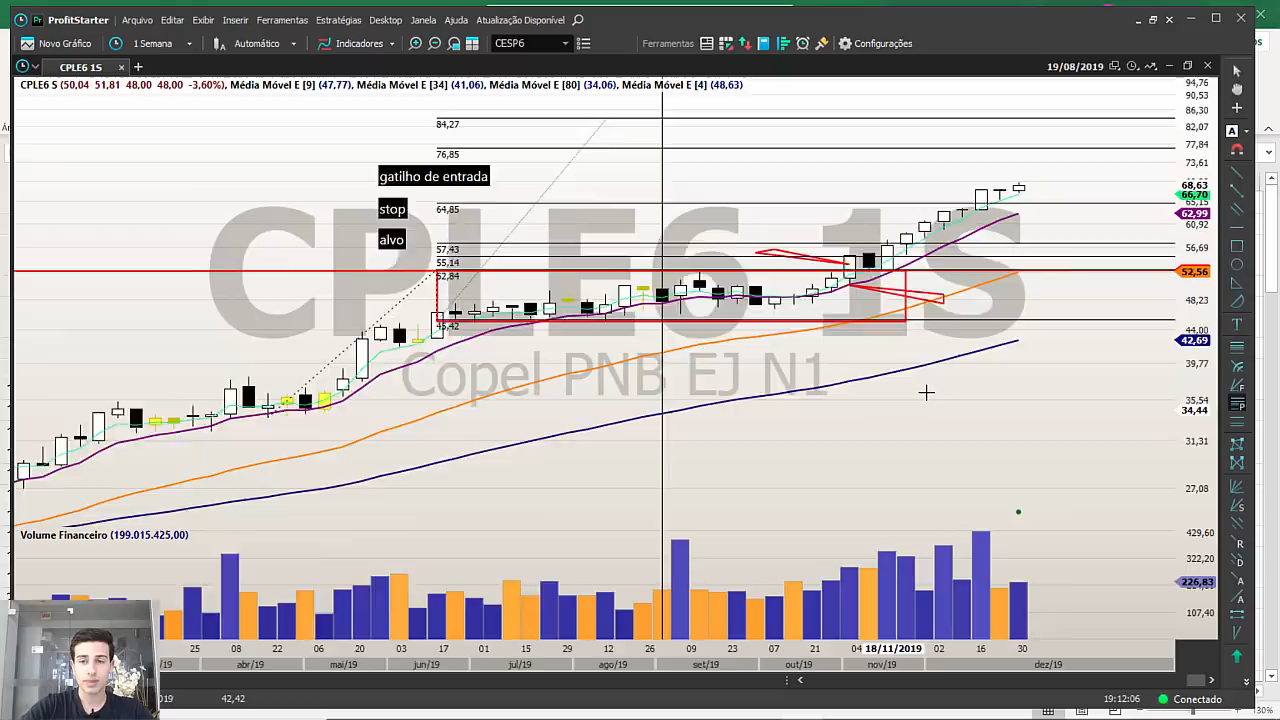 ProfitStarter Arquivo Editar Exibir Inserir Ferramentas Estratégias Desktop Janela Ajuda Atualização Disponível
Novo Gráfico 1 Semana Automático Indicadores CESP6 Ferramentas Configurações
CPLE6 1S
19/08/2019
CPLE6 S (50,04 51,81 48,00 48,00 -3,60%), Média Móvel E [9] (47,77), Média Móvel E [34] (41,06), Média Móvel E [80] (34,06), Média Móvel E [4] (48,63)
94,76
90,53
86,30
82,07
77,84
73,61
68,63
66,70
65,15
62,99
60,92
56,69
52,56
48,23
44,00
42,69
39,77
35,54
34,44
31,31
27,08
84,27
76,85
64,85
57,43
55,14
52,84
45,42
gatilho de entrada
stop
alvo
CPLE6 1S
Copel PNB EJ N1
Volume Financeiro (199.015.425,00)
429,60
322,20
226,83
107,40
25 08 22 06 20 03 17 01 15 29 12 26 09 23 07 21 04 18/11/2019 02 16 30
/19 abr/19 mai/19 jun/19 jul/19 ago/19 set/19 out/19 nov/19 dez/19
2019 42,42 19:12:06 Conectado
30%